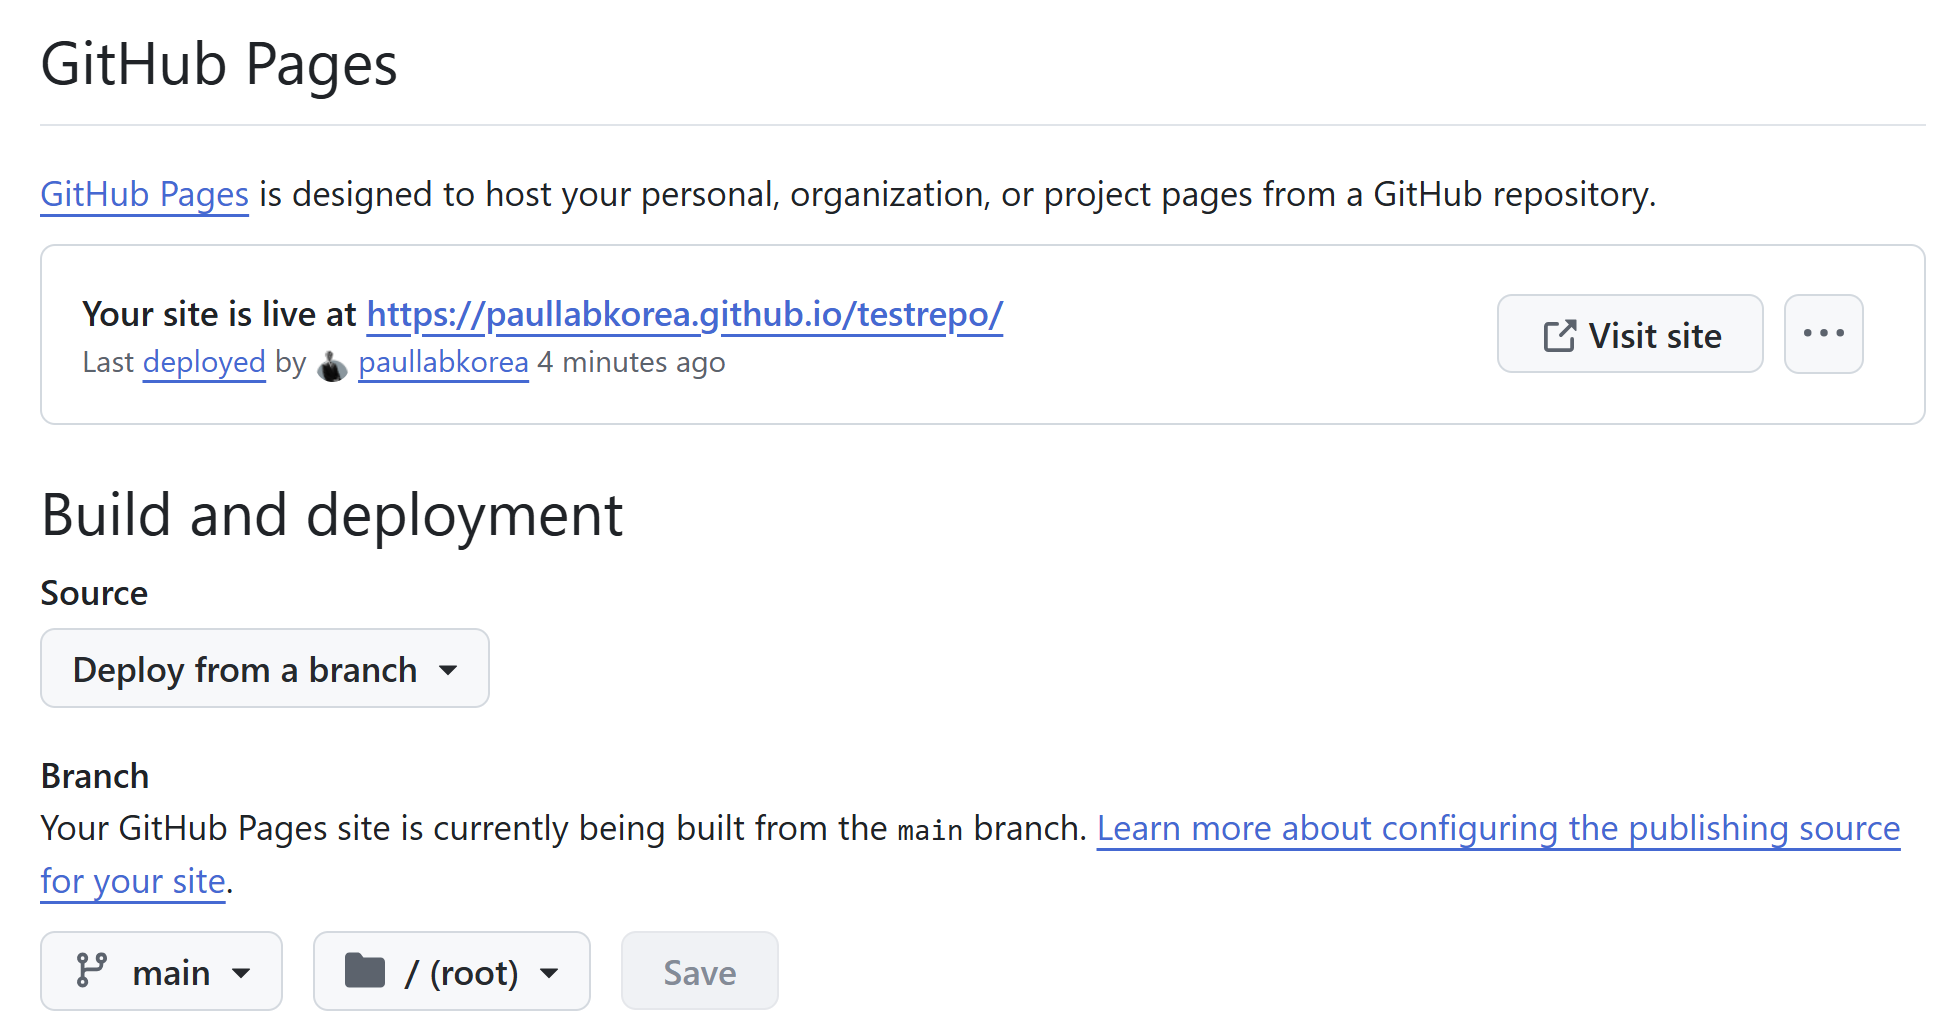 GitHub Pages
GitHub Pages is designed to host your personal, organization, or project pages from a GitHub repository.
Your site is live at https://paullabkorea.github.io/testrepo/
Last deployed by paullabkorea 4 minutes ago
Visit site
Build and deployment
Source
Deploy from a branch
Branch
Your GitHub Pages site is currently being built from the main branch. Learn more about configuring the publishing source
for your site.
main
/ (root)
Save